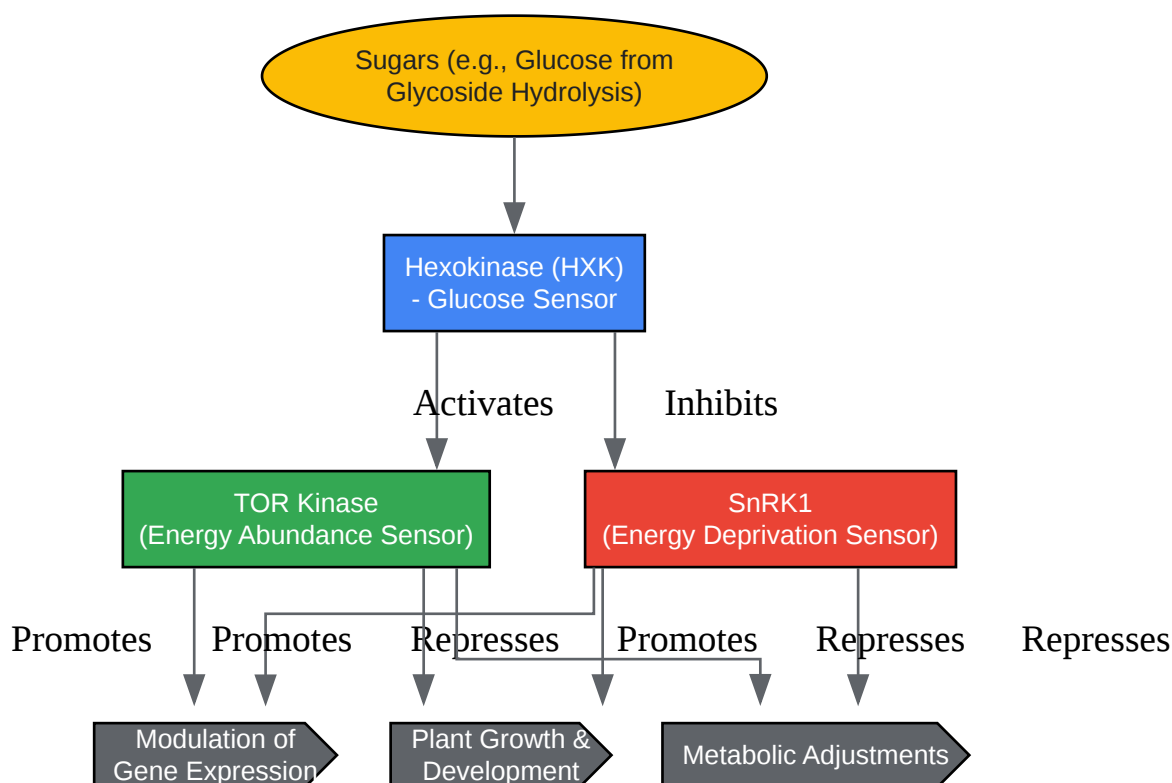 Sugars (e.g., Glucose from
Glycoside Hydrolysis)
Hexokinase (HXK)
- Glucose Sensor
Activates
Inhibits
TOR Kinase
(Energy Abundance Sensor)
SnRK1
(Energy Deprivation Sensor)
Promotes
Promotes
Represses
Promotes
Represses
Represses
Modulation of
Gene Expression
Plant Growth &
Development
Metabolic Adjustments